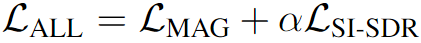 ℒ_ALL = ℒ_MAG + αℒ_SI-SDR